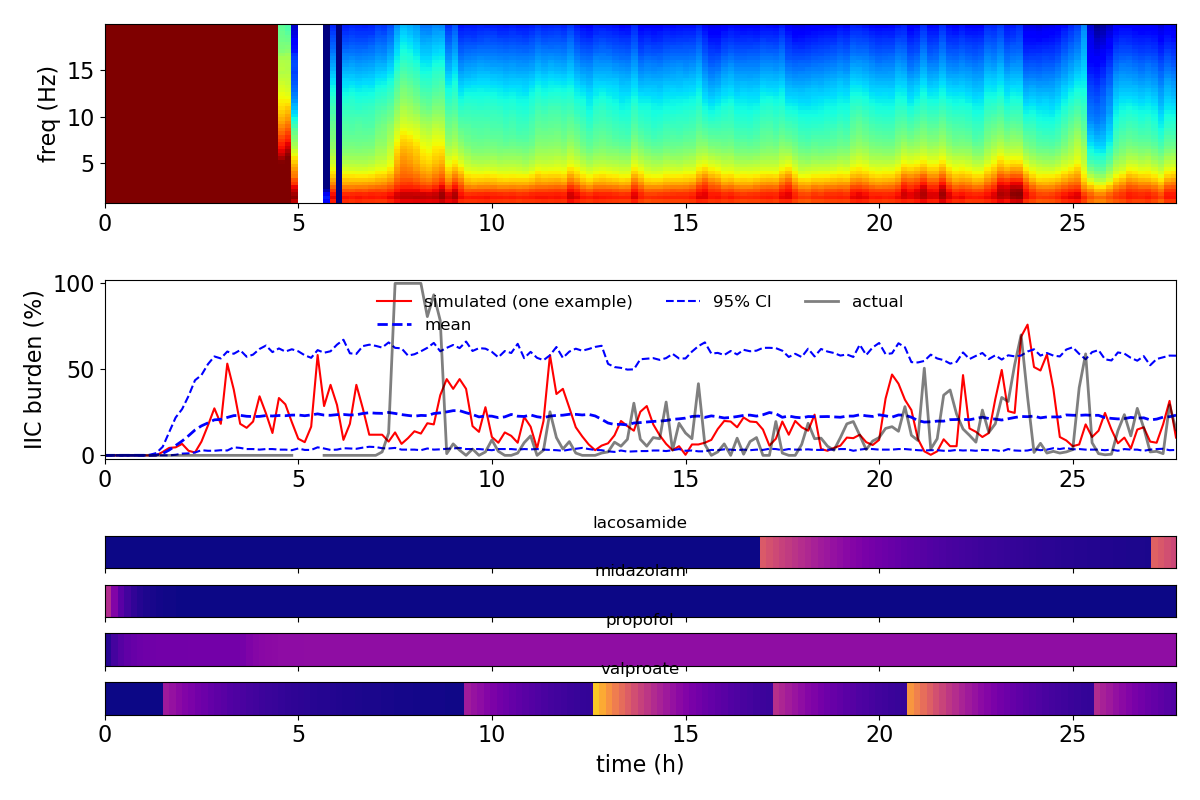 freq (Hz)
15
10
5
0 5 10 15 20 25
IIC burden (%)
100
50
0
simulated (one example)
mean
95% CI
actual
0 5 10 15 20 25
lacosamide
midazolam
propofol
valproate
0 5 10 15 20 25
time (h)